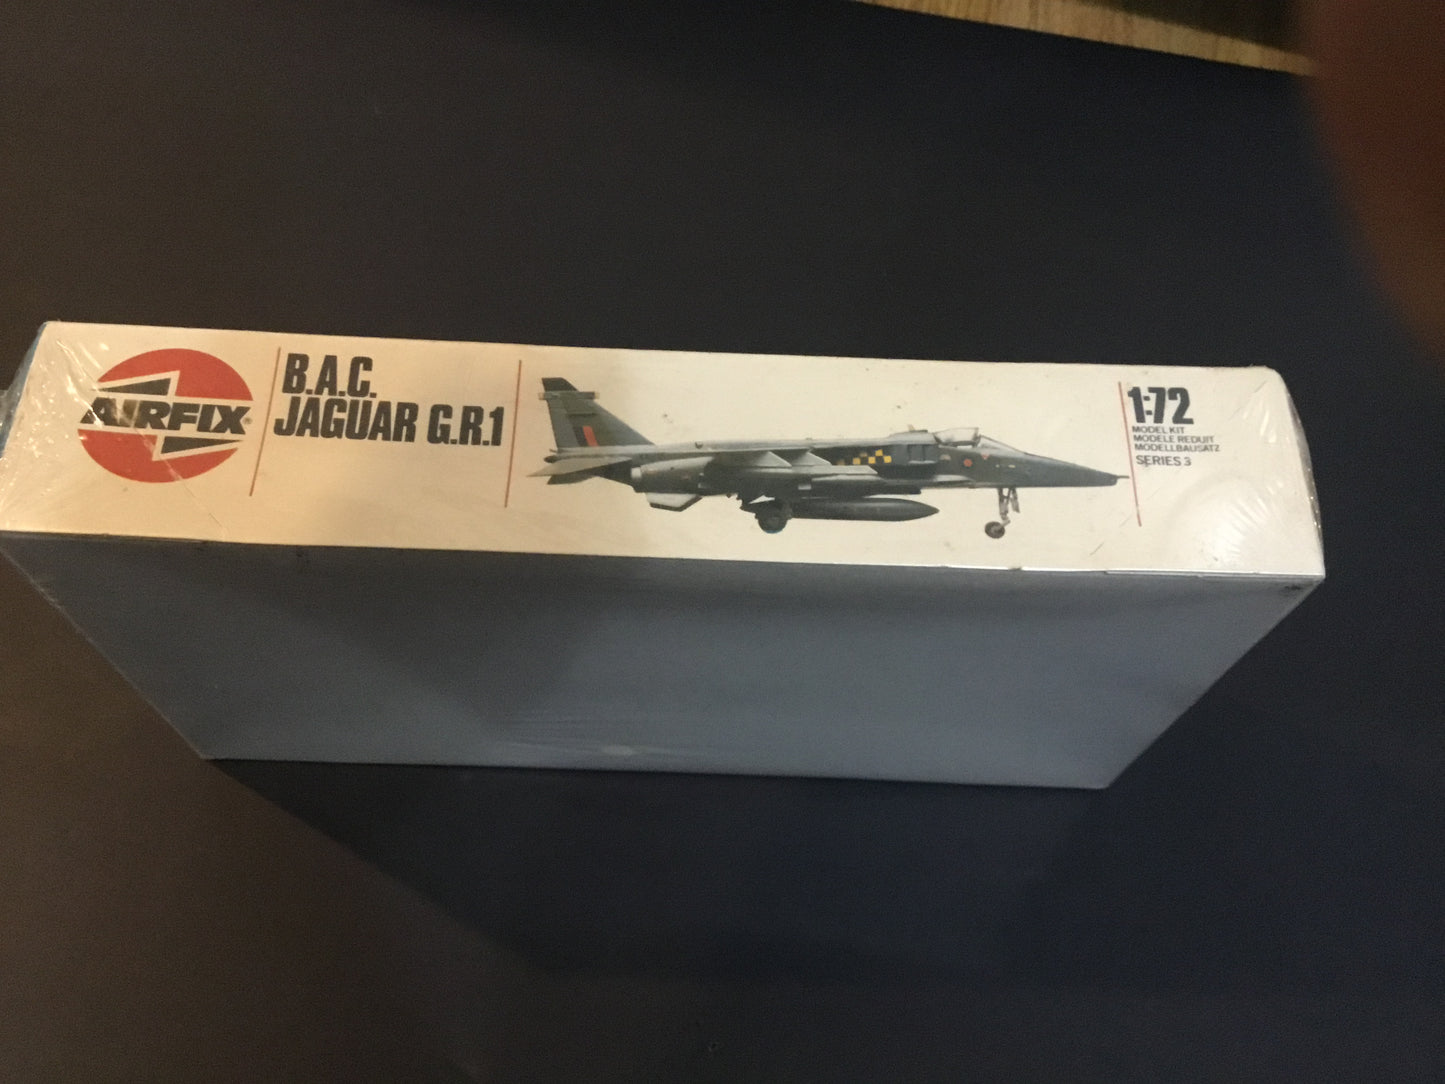 AIRFIX®
B.A.C.
JAGUAR G.R.1
1:72
MODEL KIT
MODELE REDUIT
MODELLBAUSATZ
SERIES 3